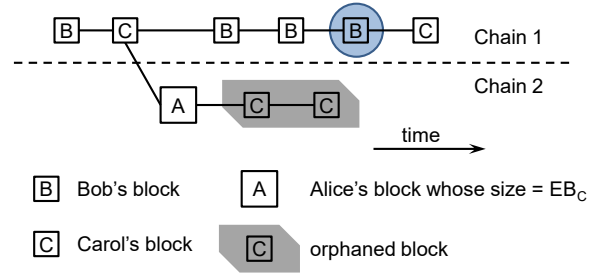 B C B B B C
Chain 1
Chain 2
A C C
time
B Bob's block A Alice's block whose size = EB_C
C Carol's block C orphaned block